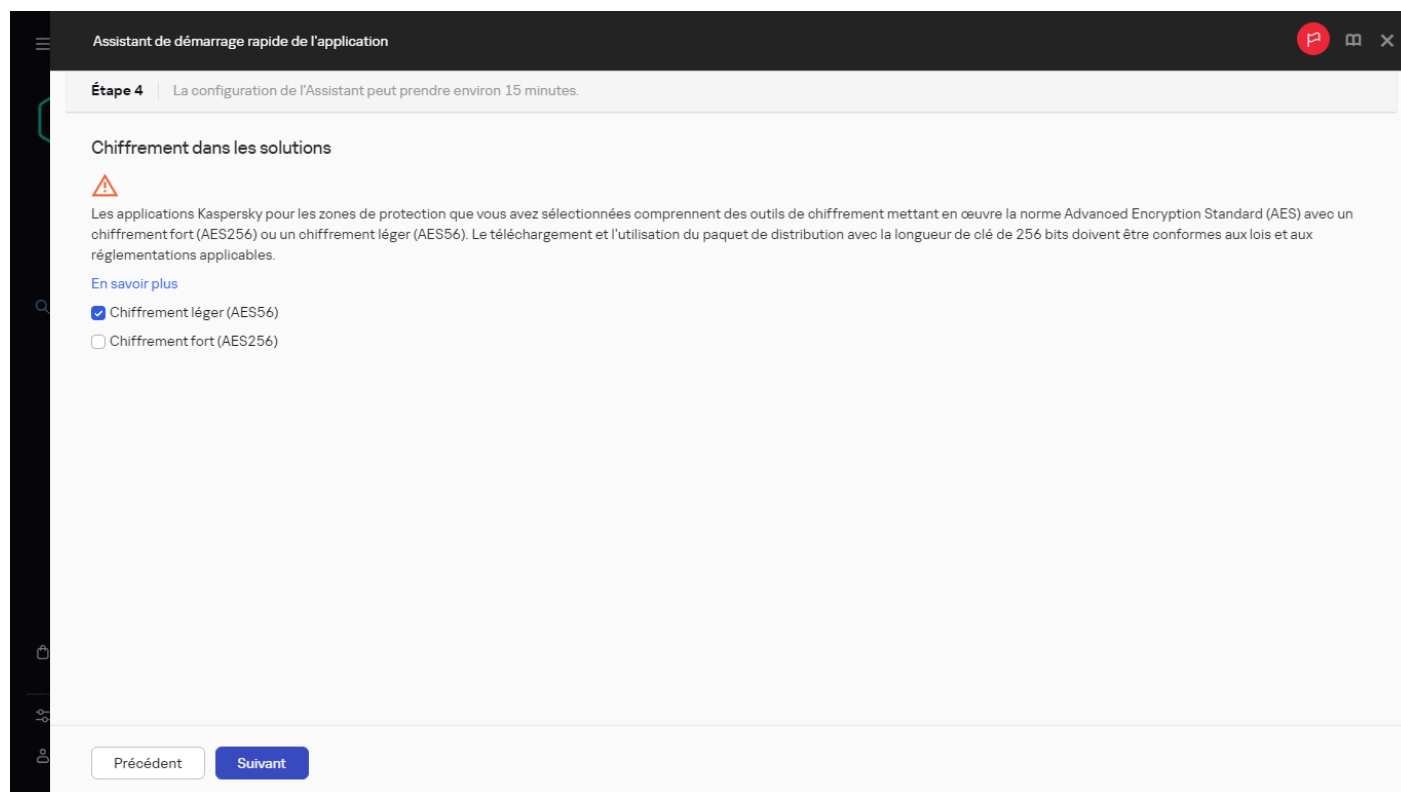 Assistant de démarrage rapide de l'application
Étape 4 La configuration de l'Assistant peut prendre environ 15 minutes.
Chiffrement dans les solutions
Les applications Kaspersky pour les zones de protection que vous avez sélectionnées comprennent des outils de chiffrement mettant en œuvre la norme Advanced Encryption Standard (AES) avec un
chiffrement fort (AES256) ou un chiffrement léger (AES56). Le téléchargement et l'utilisation du paquet de distribution avec la longueur de clé de 256 bits doivent être conformes aux lois et aux
réglementations applicables.
En savoir plus
Chiffrement léger (AES56)
Chiffrement fort (AES256)
Précédent Suivant